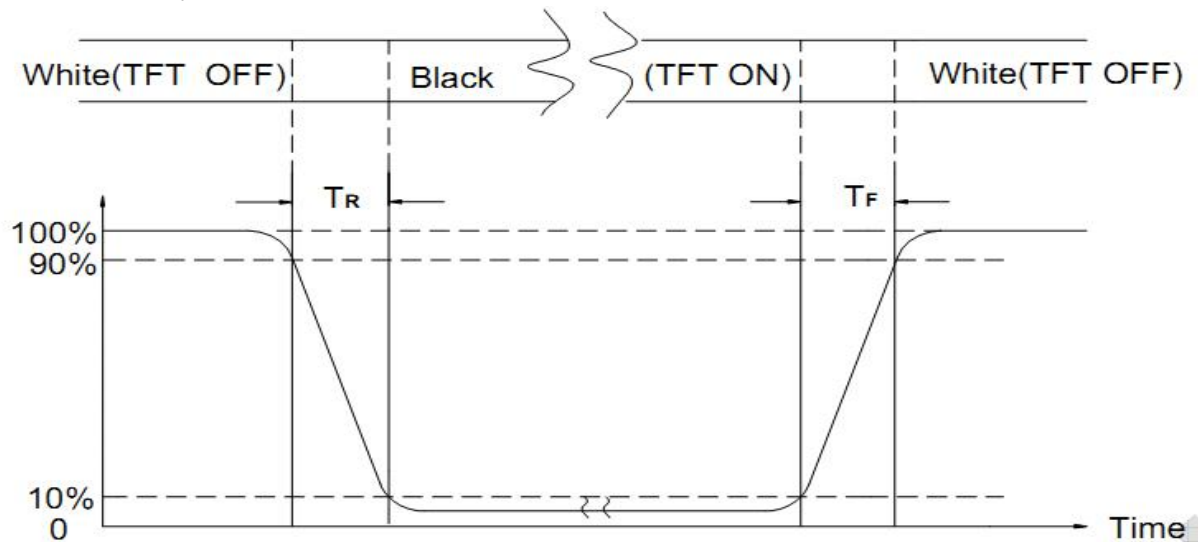 White(TFT OFF) Black (TFT ON) White(TFT OFF)
TR TF
100%
90%
10%
0
Time